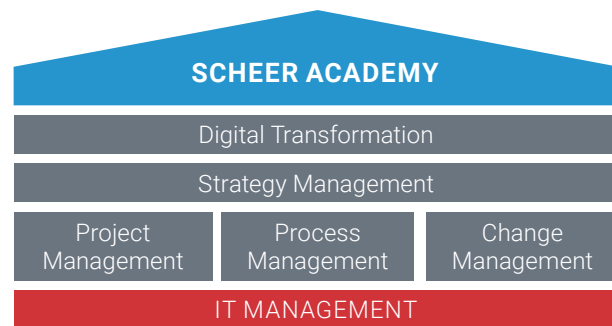 SCHEER ACADEMY
Digital Transformation
Strategy Management
Project
Management
Process
Management
Change
Management
IT MANAGEMENT